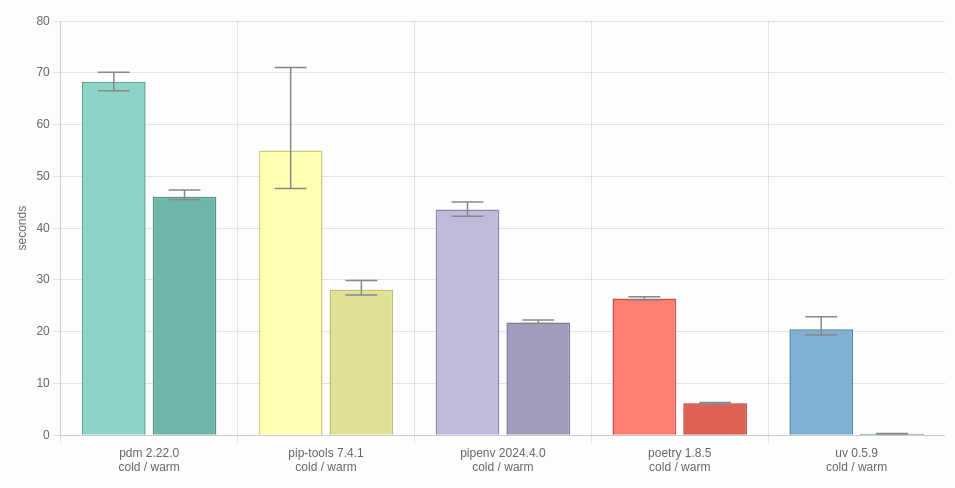 80
70
60
50
40
30
20
10
0
seconds
pdm 2.22.0
cold / warm
pip-tools 7.4.1
cold / warm
pipenv 2024.4.0
cold / warm
poetry 1.8.5
cold / warm
uv 0.5.9
cold / warm